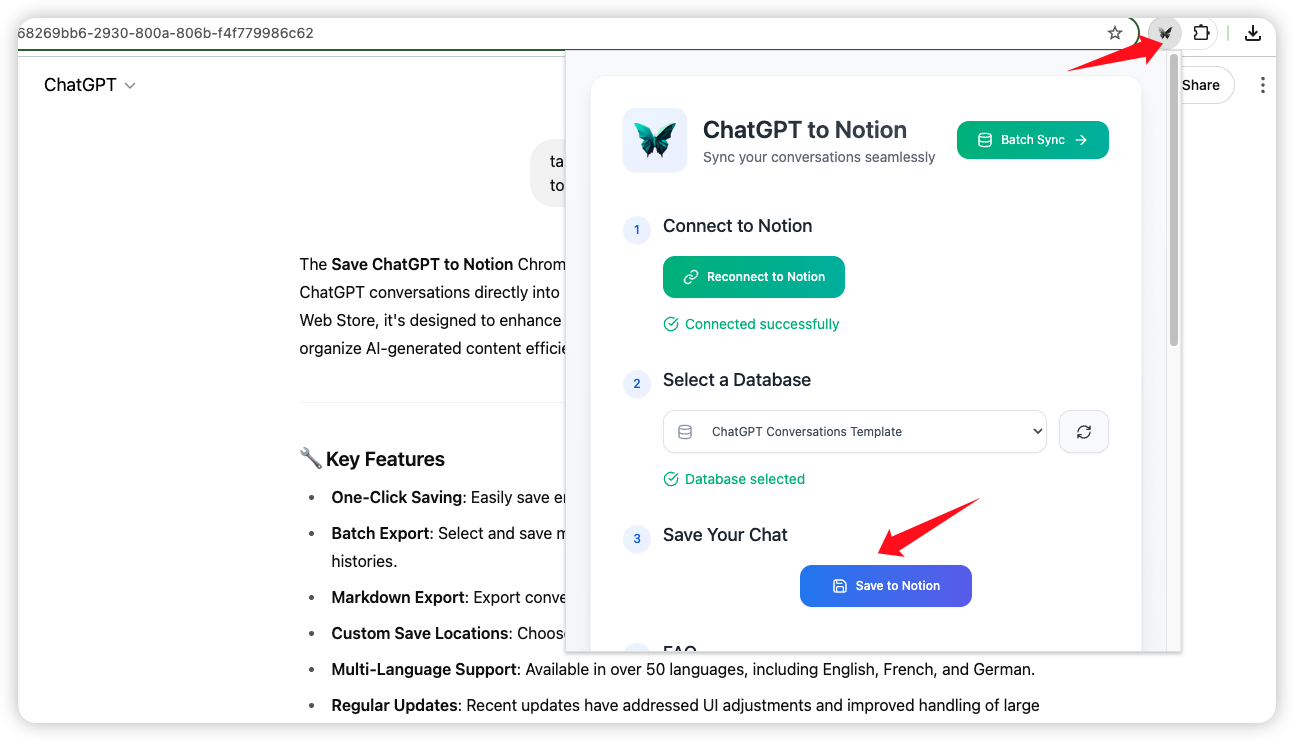 68269bb6-2930-800a-806b-f4f779986c62
ChatGPT
Share
ta
to
The Save ChatGPT to Notion Chrom
ChatGPT conversations directly into
Web Store, it's designed to enhance
organize AI-generated content efficie
Key Features
One-Click Saving: Easily save e
Batch Export: Select and save m
histories.
Markdown Export: Export conve
Custom Save Locations: Choos
Multi-Language Support: Available in over 50 languages, including English, French, and German.
Regular Updates: Recent updates have addressed UI adjustments and improved handling of large
ChatGPT to Notion
Sync your conversations seamlessly
Batch Sync
1
Connect to Notion
Reconnect to Notion
Connected successfully
2
Select a Database
ChatGPT Conversations Template
Database selected
3
Save Your Chat
Save to Notion
FAQ